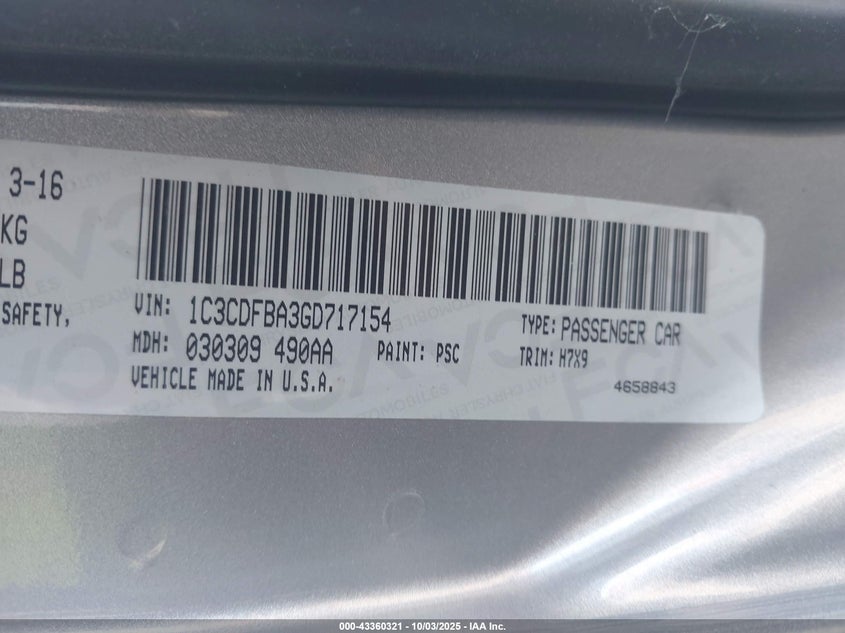 3-16
KG
LB
SAFETY,
VIN: 1C3CDFBA3GD717154
TYPE: PASSENGER CAR
MDH: 030309 490AA
PAINT: PSC
TRIM: H7X9
VEHICLE MADE IN U.S.A.
4658843
000-43360321 - 10/03/2025 - IAA Inc.